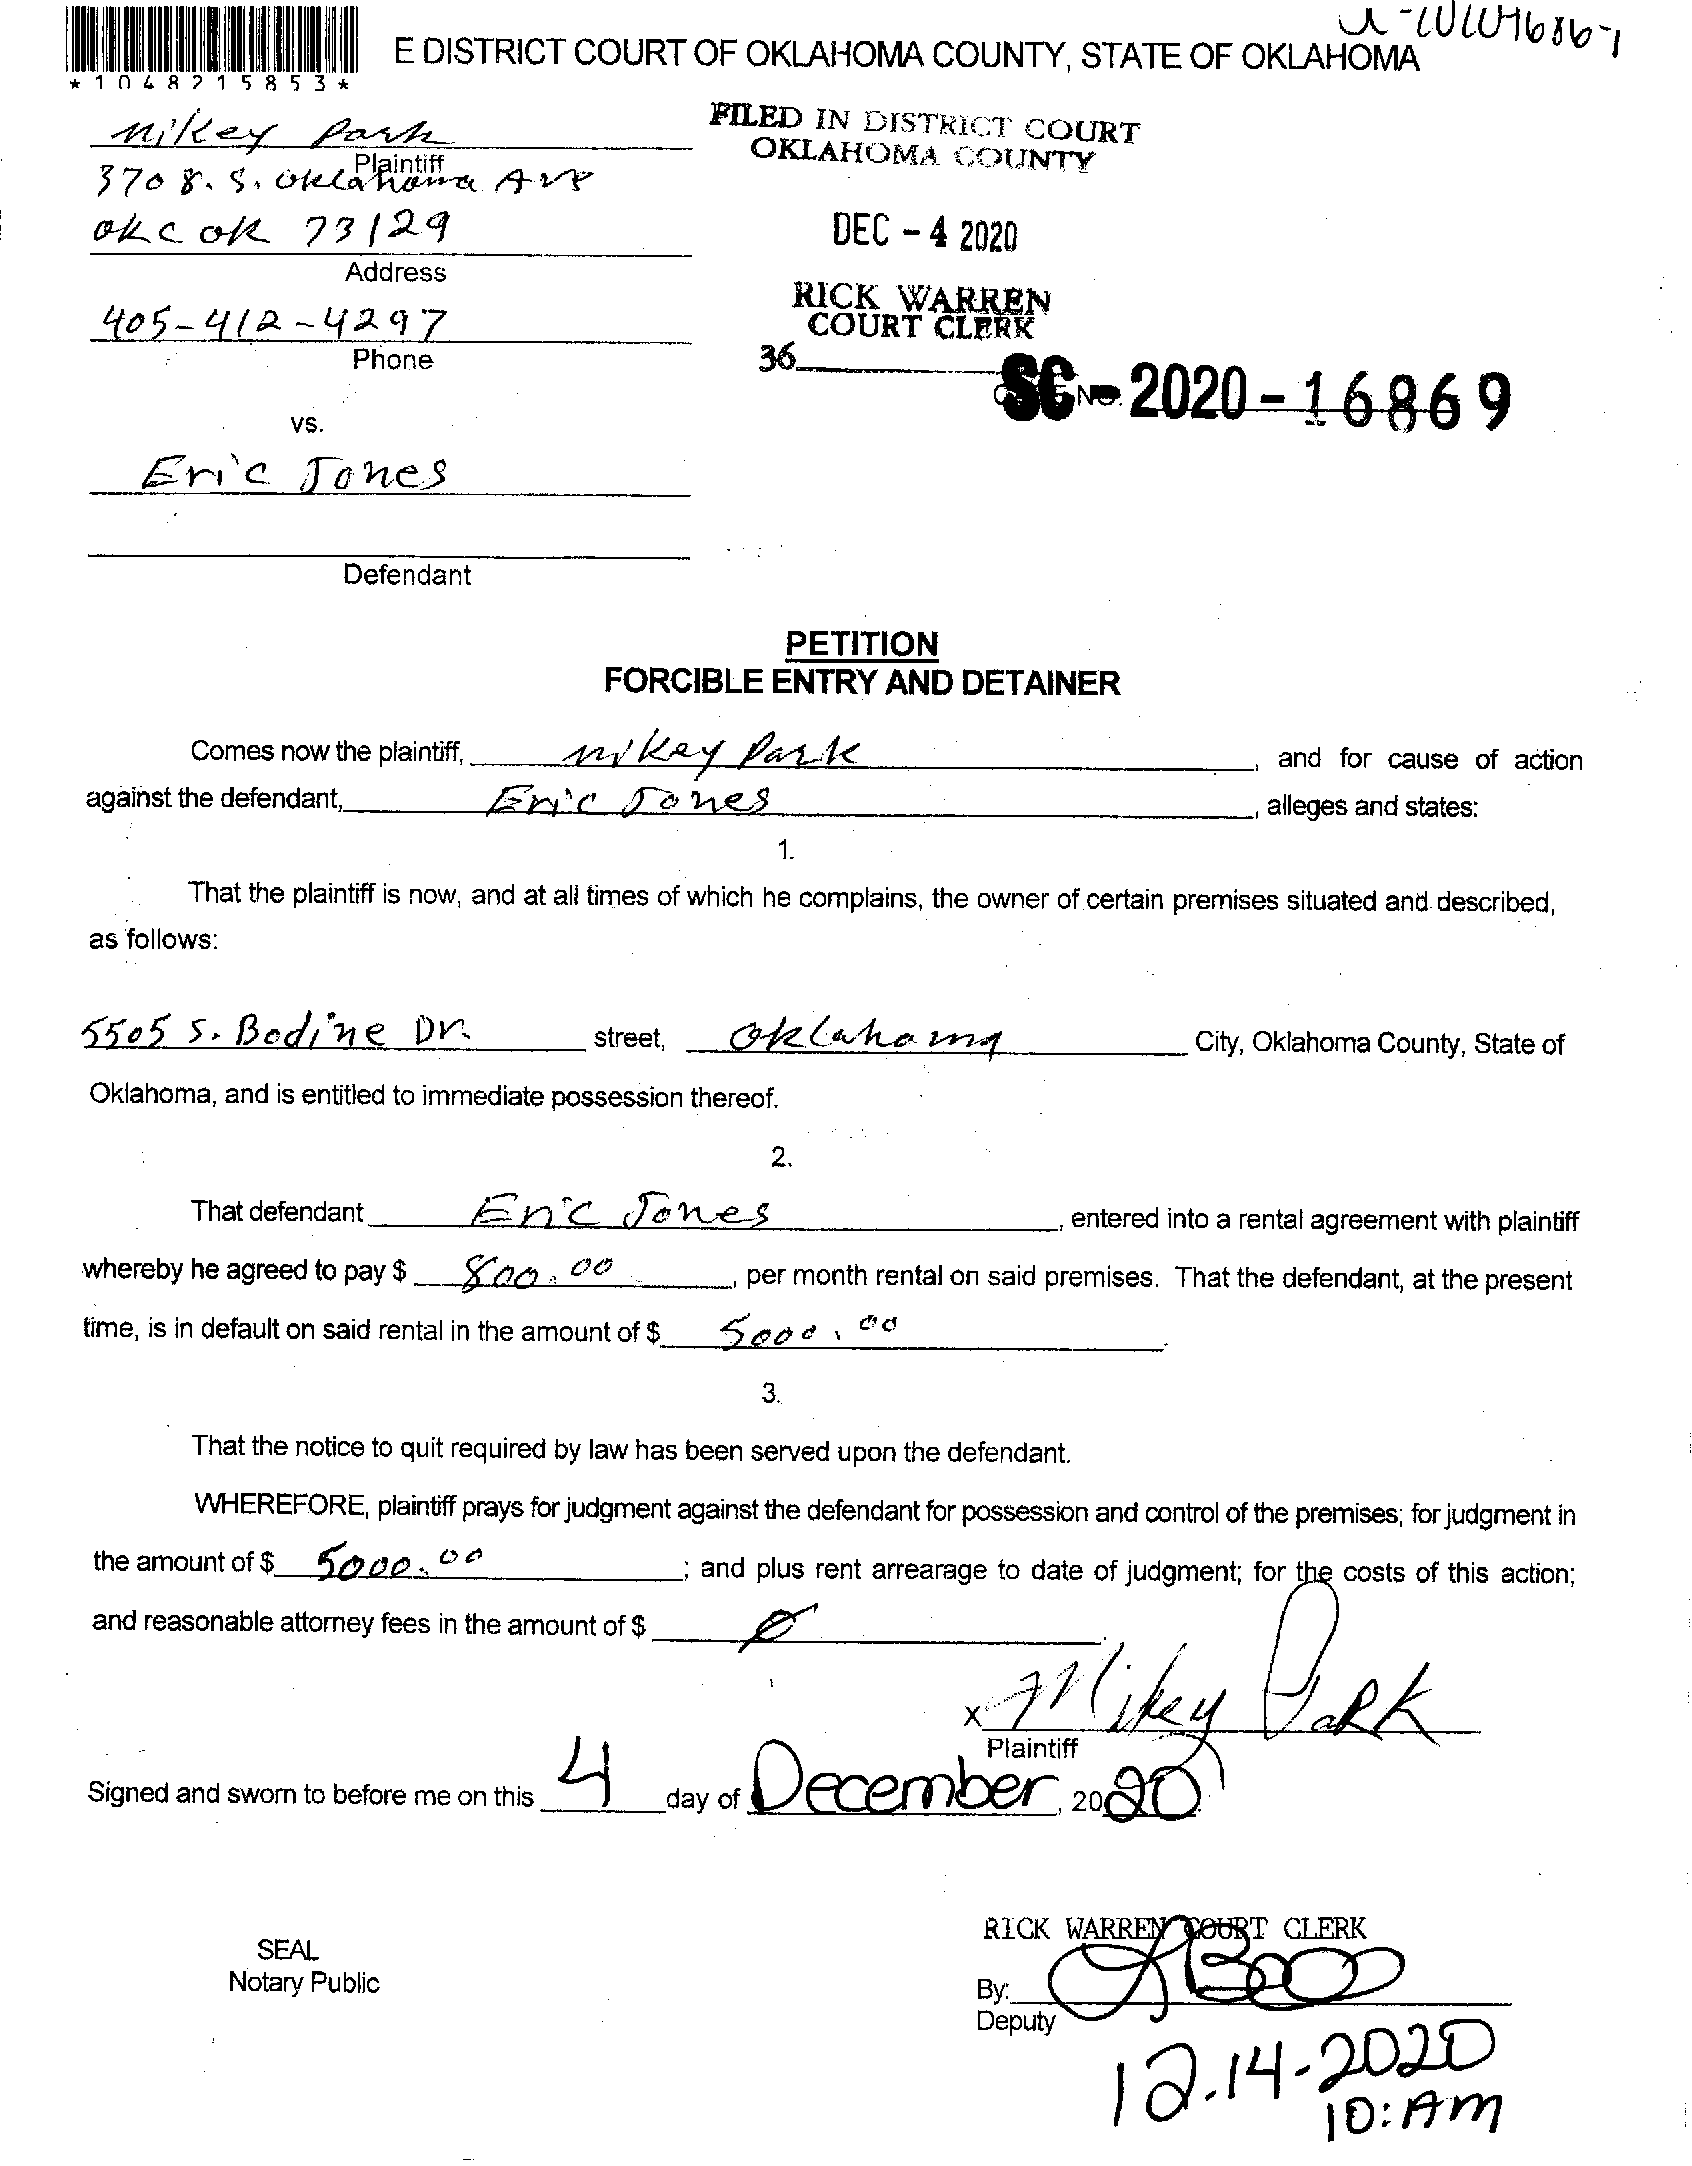 E DISTRICT COURT OF OKLAHOMA COUNTY, STATE OF OKLAHOMA
* 1 0 4 8 2 1 5 8 5 3 *
FILED IN DISTRICT COURT
OKLAHOMA COUNTY
DEC - 4 2020
RICK WARREN
COURT CLERK
36
SC - 2020 - 16869
Mikey Park
Plaintiff
3708. S. Oklahoma Ave
OKC OK 73129
Address
405-412-4297
Phone
vs.
Eric Jones
Defendant
PETITION
FORCIBLE ENTRY AND DETAINER
Comes now the plaintiff, Mikey Park, and for cause of action
against the defendant, Eric Jones, alleges and states:
1.
That the plaintiff is now, and at all times of which he complains, the owner of certain premises situated and described,
as follows:
5505 S. Bodine Dr. street, Oklahoma City, Oklahoma County, State of
Oklahoma, and is entitled to immediate possession thereof.
2.
That defendant Eric Jones, entered into a rental agreement with plaintiff
whereby he agreed to pay $ 800.00, per month rental on said premises. That the defendant, at the present
time, is in default on said rental in the amount of $ 5000.00
3.
That the notice to quit required by law has been served upon the defendant.
WHEREFORE, plaintiff prays for judgment against the defendant for possession and control of the premises; for judgment in
the amount of $ 5000.00; and plus rent arrearage to date of judgment; for the costs of this action;
and reasonable attorney fees in the amount of $ Ø
x Mikey Park
Plaintiff
Signed and sworn to before me on this 4 day of December, 2020
SEAL
Notary Public
RICK WARREN COURT CLERK
By:
Deputy
12.14-2020
10:AM